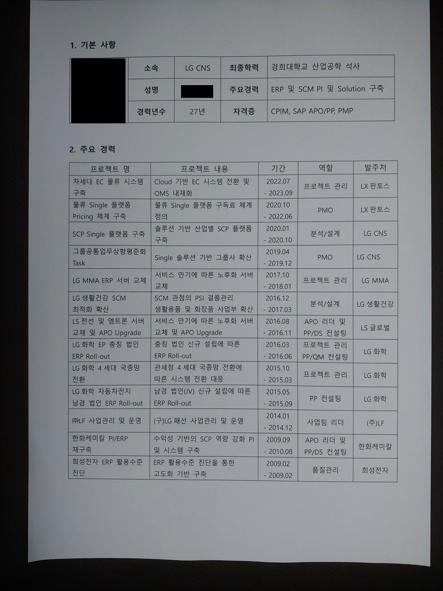 1. 기본 사항
소속 LG CNS 최종학력 경희대학교 산업공학 석사
성명 주요경력 ERP 및 SCM PI 및 Solution 구축
경력년수 27년 자격증 CPIM, SAP APO/PP, PMP
2. 주요 경력
프로젝트 명 프로젝트 내용 기간 역할 발주처
차세대 EC 물류 시스템 Cloud 기반 EC 시스템 전환 및 2022.07
구축 OMS 내재화 - 2023.09 프로젝트 관리 LX 판토스
물류 Single 플랫폼 물류 Single 플랫폼 구독료 체계 2020.10
Pricing 체계 구축 정의 - 2022.06 PMO LX 판토스
SCP Single 플랫폼 구축 솔루션 기반 산업별 SCP 플랫폼 2020.01
구축 - 2020.10 분석/설계 LG CNS
그룹공통업무상향평준화 2019.04
Task Single 솔루션 기반 그룹사 확산 - 2019.12 PMO LG CNS
LG MMA ERP 서버 교체 서비스 만기에 따른 노후화 서버 2017.10
교체 - 2018.01 프로젝트 관리 LG MMA
LG 생활건강 SCM SCM 관점의 PSI 결품관리 2016.12
최적화 확산 생활용품 및 화장품 사업부 확산 - 2017.03 분석/설계 LG 생활건강
LS 전선 및 엠트론 서버 서비스 만기에 따른 노후화 서버 2016.08 APO 리더 및
교체 및 APO Upgrade 교체 및 APO Upgrade - 2016.11 PP/DS 컨설팅 LS 글로벌
LG 화학 EP 중칭 법인 중칭 법인 신규 설립에 따른 2016.03 프로젝트 관리
ERP Roll-out ERP Roll-out - 2016.06 PP/QM 컨설팅 LG 화학
LG 화학 4 세대 국종망 관세청 4 세대 국종망 전환에 2015.10
전환 따른 시스템 전환 대응 - 2015.03 프로젝트 관리 LG 화학
LG 화학 자동차전지 남경 법인(JV) 신규 설립에 따른 2015.05
남경 법인 ERP Roll-out ERP Roll-out - 2015.09 PP 컨설팅 LG 화학
㈜LF 사업관리 및 운영 (구)LG 패션 사업관리 및 운영 2014.01
- 2014.12 사업팀 리더 (주)LF
한화케미칼 PI/ERP 수익성 기반의 SCP 역량 강화 PI 2009.09 APO 리더 및
재구축 및 시스템 구축 - 2010.08 PP/DS 컨설팅 한화케미칼
희성전자 ERP 활용수준 ERP 활용수준 진단을 통한 2009.02
진단 고도화 기반 구축 - 2009.02 품질관리 희성전자